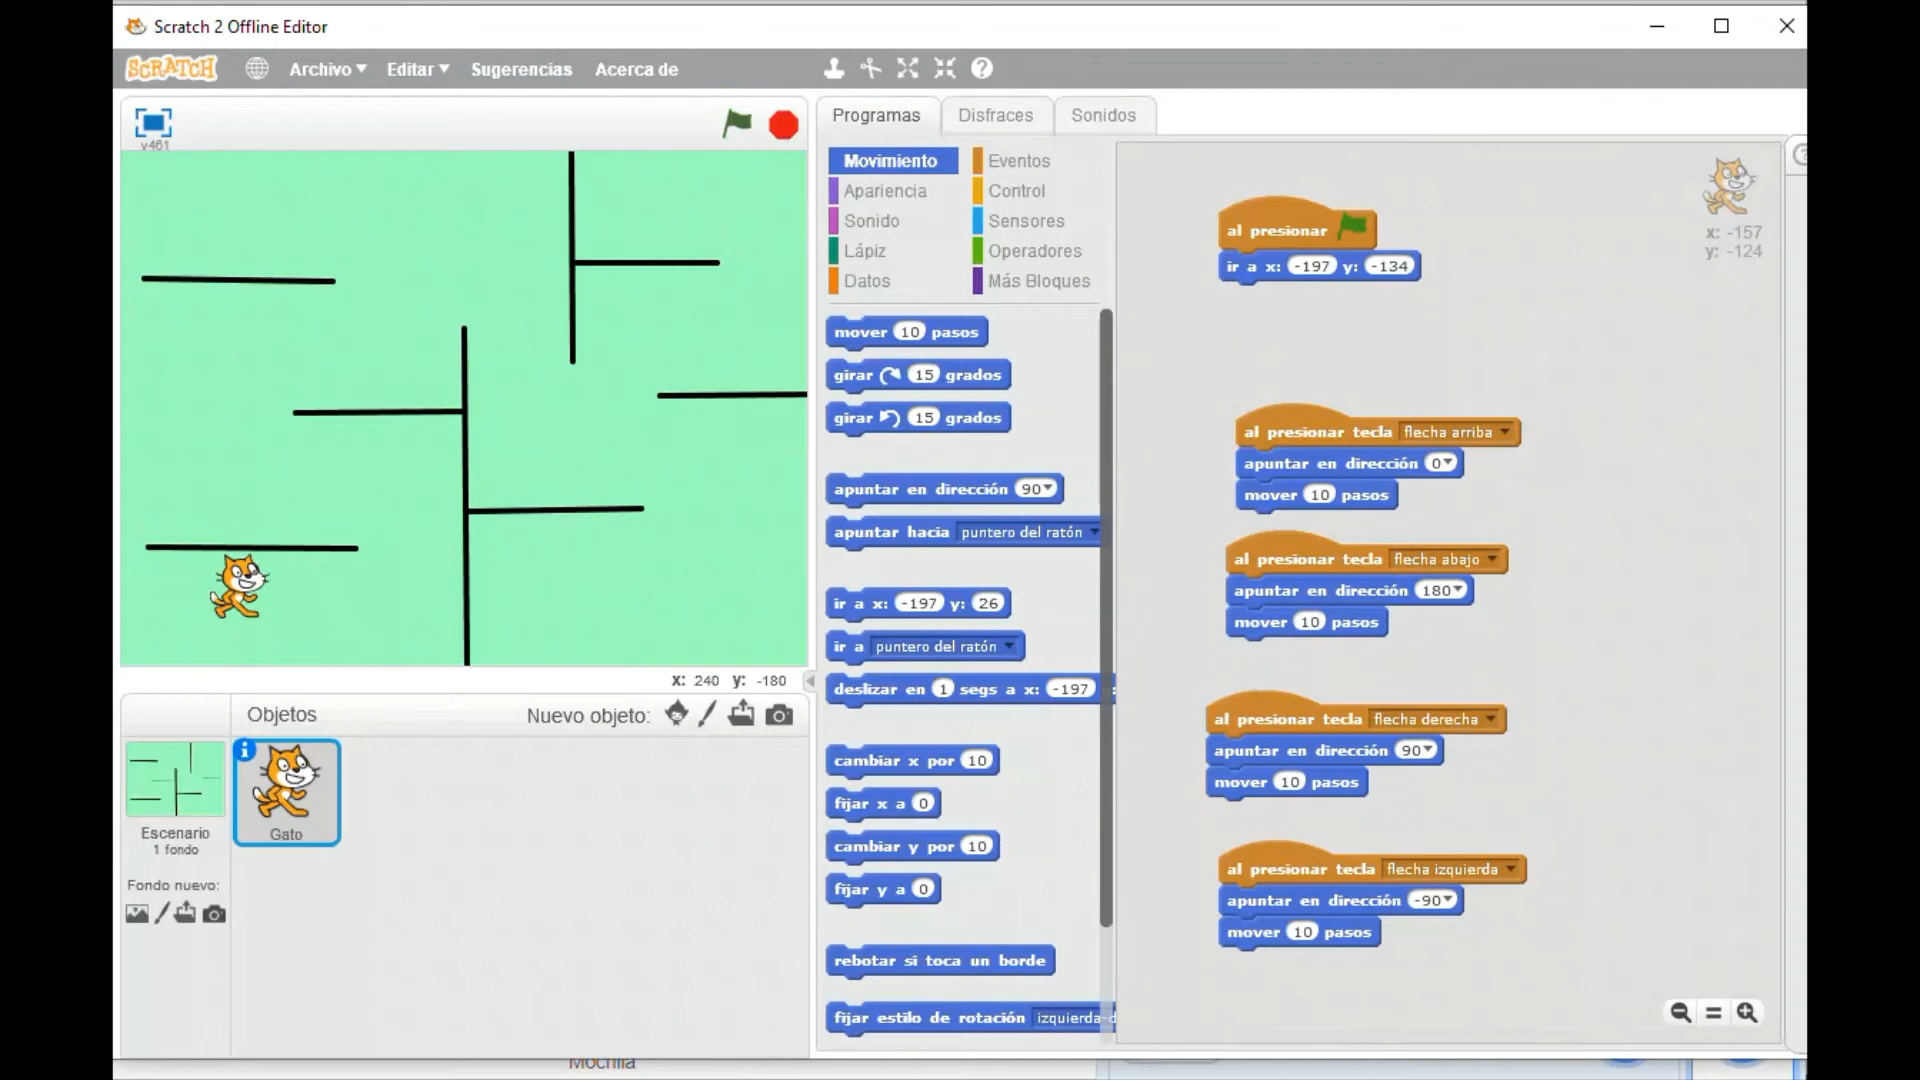 Scratch 2 Offline Editor
SCRATCH Archivo Editar Sugerencias Acerca de
v461
Programas Disfraces Sonidos
Movimiento Eventos
Apariencia Control
Sonido Sensores
Lápiz Operadores
Datos Más Bloques
mover 10 pasos
girar 15 grados
girar 15 grados
apuntar en dirección 90
apuntar hacia puntero del ratón
ir a x: -197 y: 26
ir a puntero del ratón
deslizar en 1 segs a x: -197
cambiar x por 10
fijar x a 0
cambiar y por 10
fijar y a 0
rebotar si toca un borde
fijar estilo de rotación izquierda-d
x: -157
y: -124
al presionar
ir a x: -197 y: -134
al presionar tecla flecha arriba
apuntar en dirección 0
mover 10 pasos
al presionar tecla flecha abajo
apuntar en dirección 180
mover 10 pasos
al presionar tecla flecha derecha
apuntar en dirección 90
mover 10 pasos
al presionar tecla flecha izquierda
apuntar en dirección -90
mover 10 pasos
x: 240 y: -180
Objetos Nuevo objeto:
Escenario
1 fondo
Fondo nuevo:
Gato
Mochila